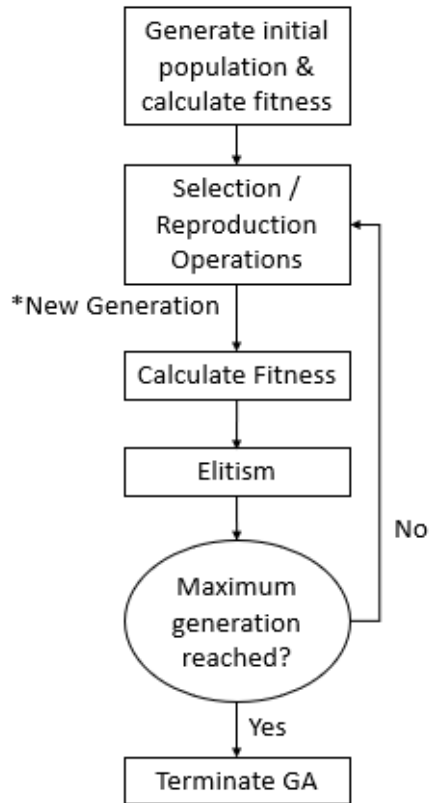 Generate initial
population &
calculate fitness
Selection /
Reproduction
Operations
*New Generation
Calculate Fitness
Elitism
No
Maximum
generation
reached?
Yes
Terminate GA